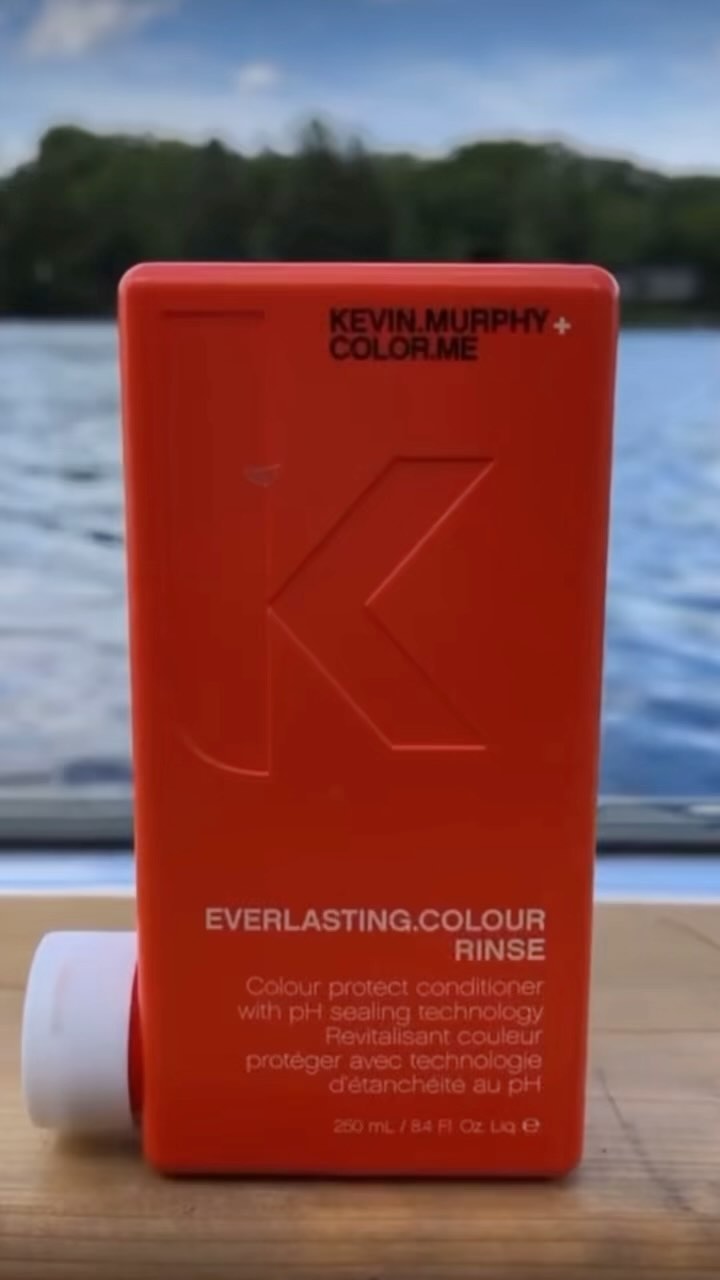 KEVIN.MURPHY+
COLOR.ME
K
EVERLASTING.COLOUR
RINSE
Colour protect conditioner
with pH sealing technology
Revitalisant couleur
protéger avec technologie
d'étanchéité au pH
250 mL / 8.4 Fl. Oz. Liq. ℮